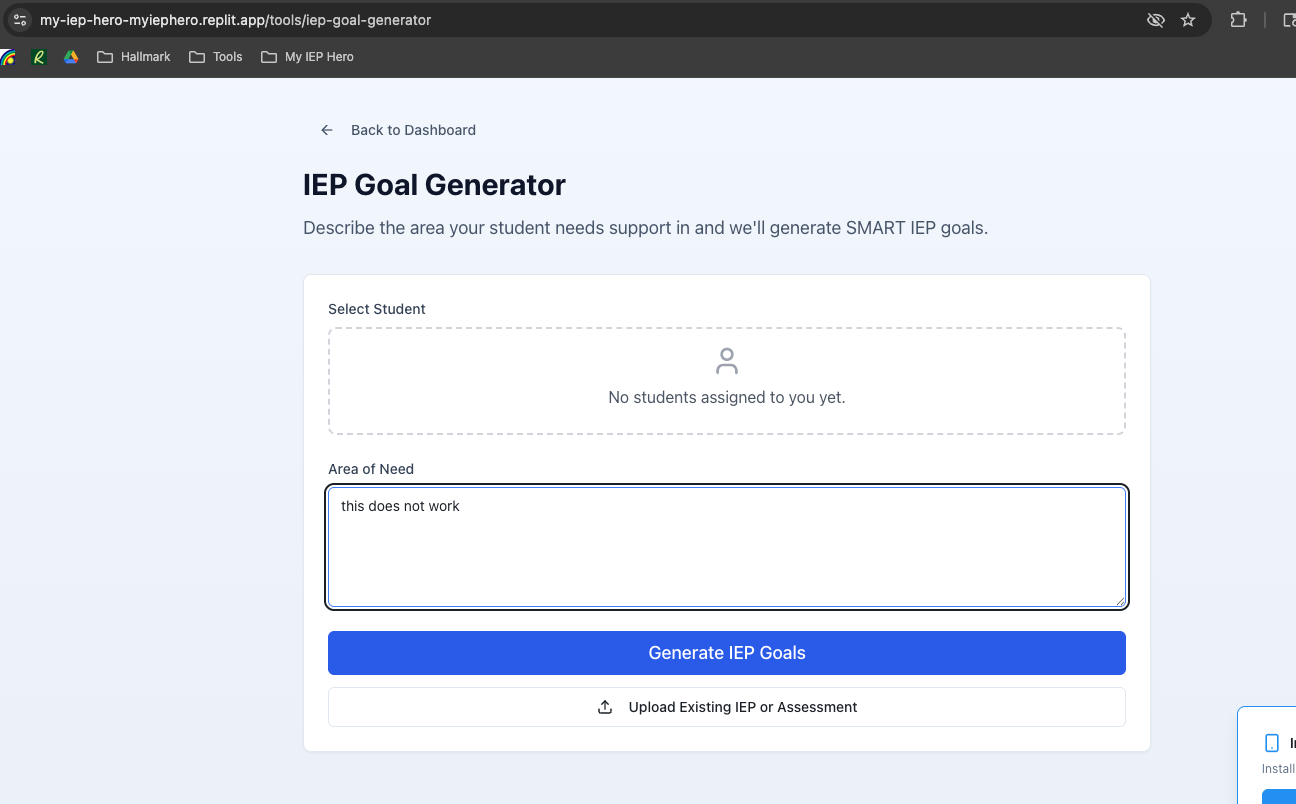 my-iep-hero-myiephero.replit.app/tools/iep-goal-generator
Hallmark Tools My IEP Hero
Back to Dashboard
IEP Goal Generator
Describe the area your student needs support in and we'll generate SMART IEP goals.
Select Student
No students assigned to you yet.
Area of Need
this does not work
Generate IEP Goals
Upload Existing IEP or Assessment
Install